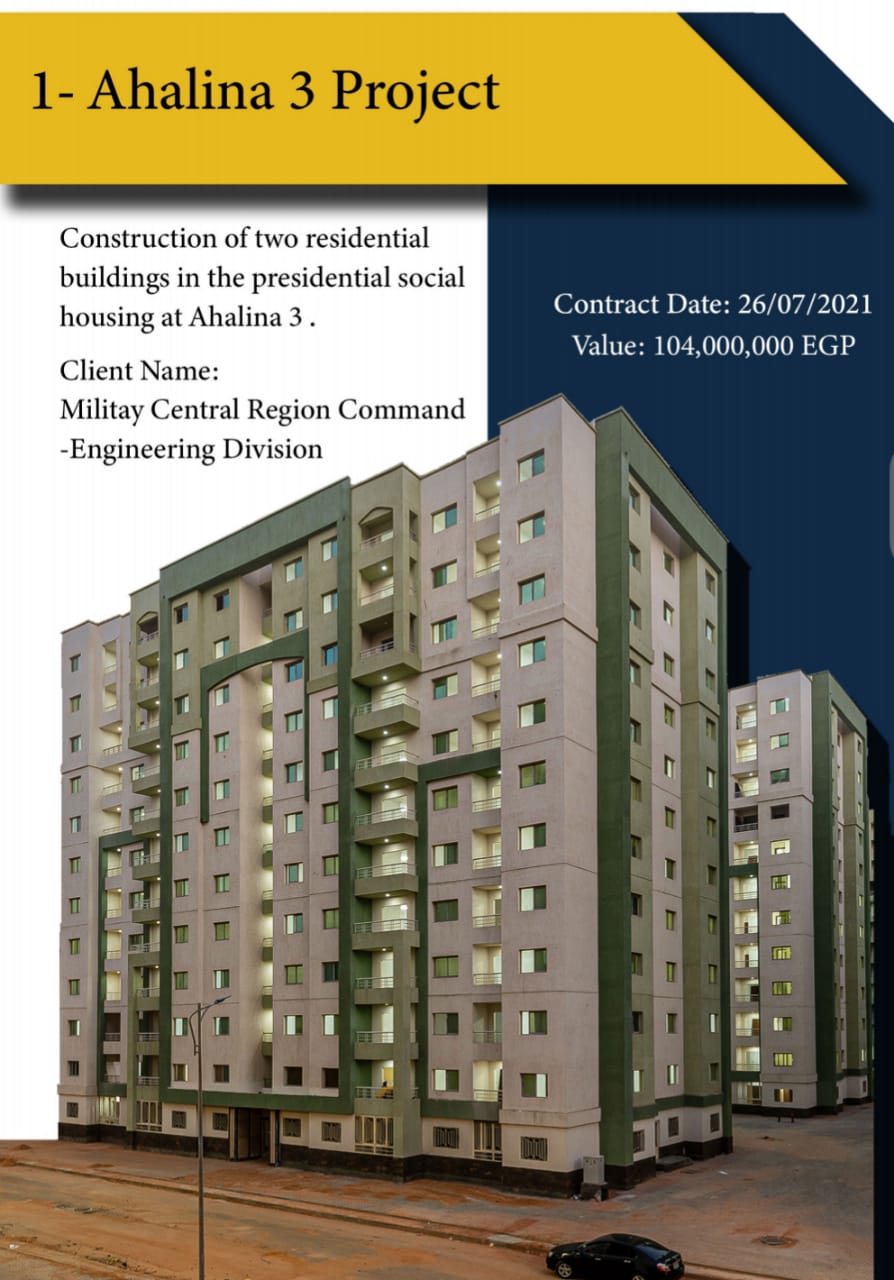 1- Ahalina 3 Project
Construction of two residential
buildings in the presidential social
housing at Ahalina 3 .
Client Name:
Militay Central Region Command
-Engineering Division
Contract Date: 26/07/2021
Value: 104,000,000 EGP